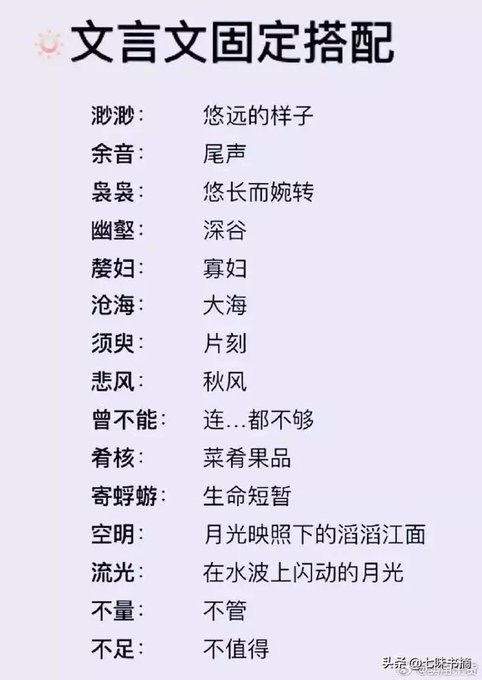 文言文固定搭配
渺渺： 悠远的样子
余音： 尾声
袅袅： 悠长而婉转
幽壑： 深谷
嫠妇： 寡妇
沧海： 大海
须臾： 片刻
悲风： 秋风
曾不能： 连…都不够
肴核： 菜肴果品
寄蜉蝣： 生命短暂
空明： 月光映照下的滔滔江面
流光： 在水波上闪动的月光
不量： 不管
不足： 不值得
头条 @七味书摘